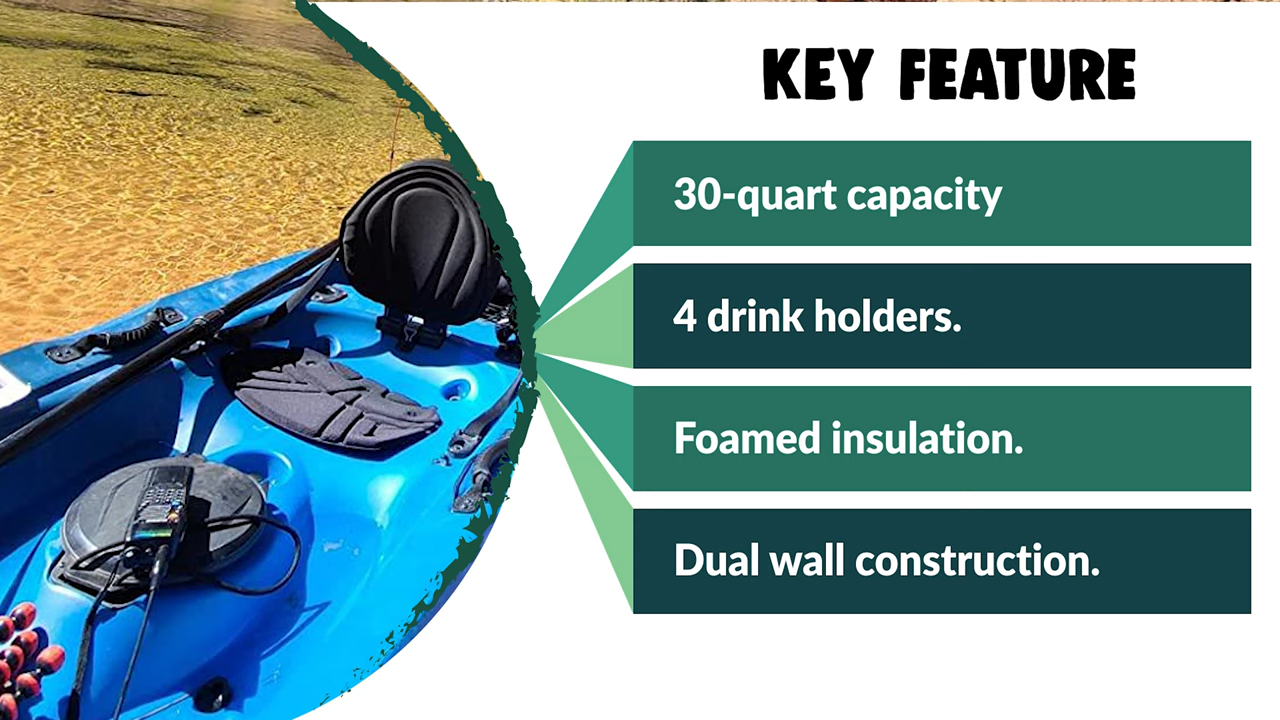 KEY FEATURE
30-quart capacity
4 drink holders.
Foamed insulation.
Dual wall construction.